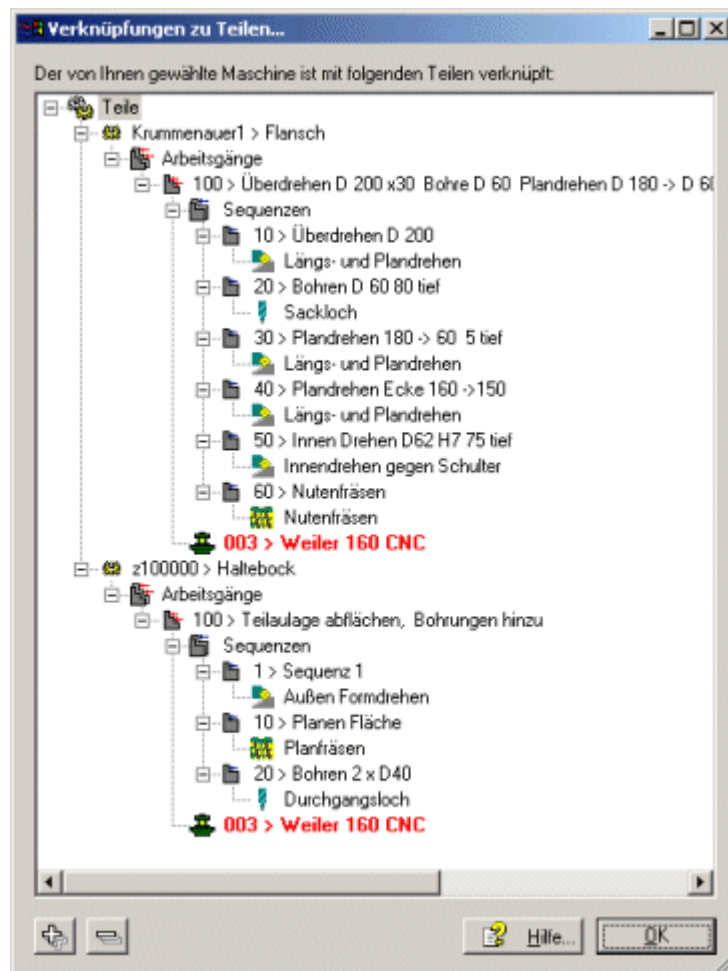 Verknüpfungen zu Teilen...
Der von Ihnen gewählte Maschine ist mit folgenden Teilen verknüpft:
Teile
Krummenauer1 > Flansch
Arbeitsgänge
100 > Überdrehen D 200 x30 Bohre D 60 Plandrehen D 180 -> D 60
Sequenzen
10 > Überdrehen D 200
Längs- und Plandrehen
20 > Bohren D 60 80 tief
Sackloch
30 > Plandrehen 180 -> 60 5 tief
Längs- und Plandrehen
40 > Plandrehen Ecke 160 ->150
Längs- und Plandrehen
50 > Innen Drehen D62 H7 75 tief
Innendrehen gegen Schulter
60 > Nutenfräsen
Nutenfräsen
003 > Weiler 160 CNC
z100000 > Haltebock
Arbeitsgänge
100 > Teilaulage abflächen, Bohrungen hinzu
Sequenzen
1 > Sequenz 1
Außen Formdrehen
10 > Planen Fläche
Planfräsen
20 > Bohren 2 x D40
Durchgangsloch
003 > Weiler 160 CNC
Hilfe... OK